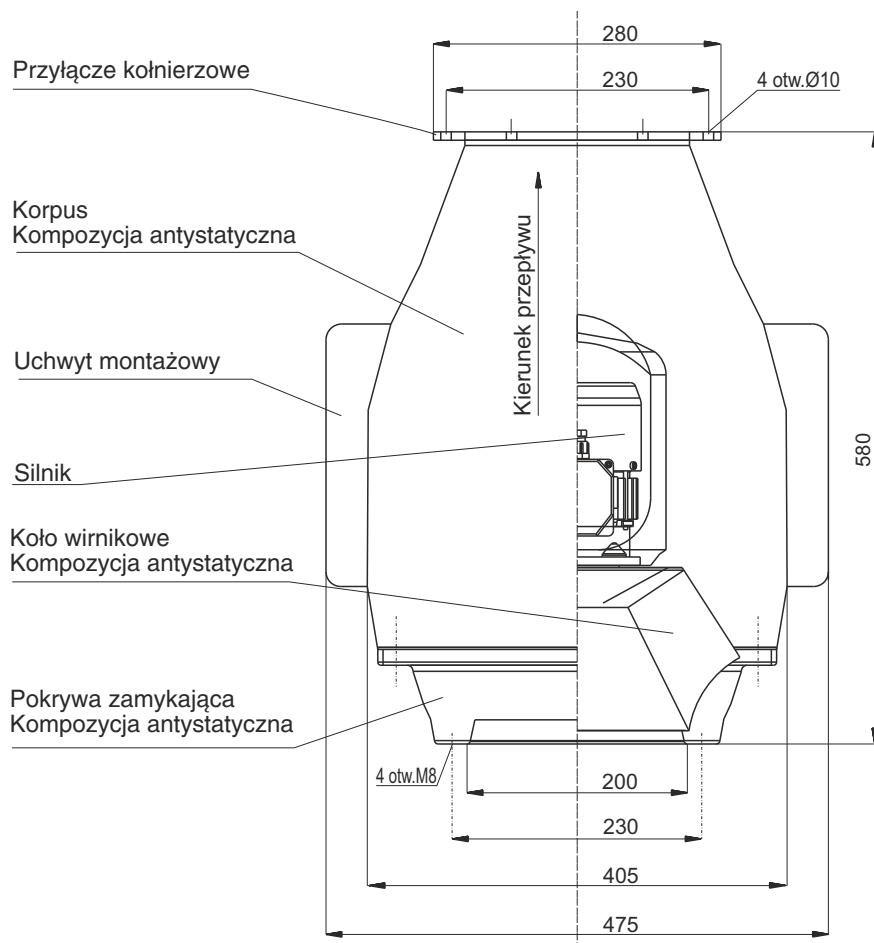 280
Przyłącze kołnierzowe
230
4 otw.Ø10
Korpus
Kompozycja antystatyczna
Kierunek przepływu
Uchwyt montażowy
580
Silnik
Koło wirnikowe
Kompozycja antystatyczna
Pokrywa zamykająca
Kompozycja antystatyczna
4 otw.M8
200
230
405
475